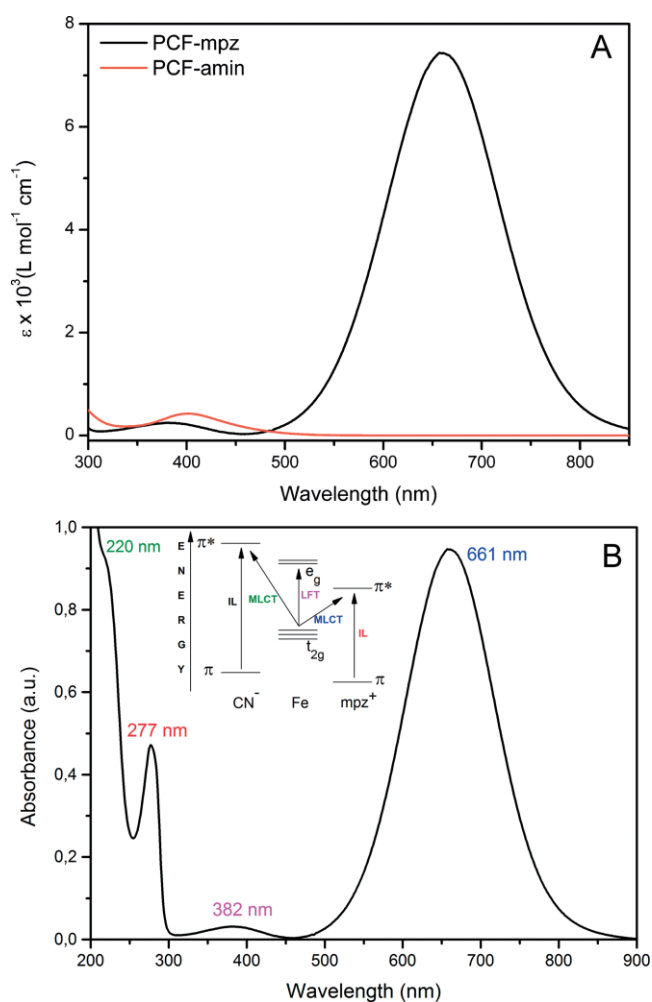 8
6
4
2
0
ε x 10³(L mol⁻¹ cm⁻¹)
PCF-mpz
PCF-amin
A
300 400 500 600 700 800
Wavelength (nm)
1,0
0,8
0,6
0,4
0,2
0,0
Absorbance (a.u.)
220 nm
277 nm
382 nm
661 nm
B
ENERGY
π*
π
IL
CN⁻
MLCT
e_g
LFT
MLCT
t_2g
Fe
π*
IL
π
mpz⁺
200 300 400 500 600 700 800 900
Wavelength (nm)